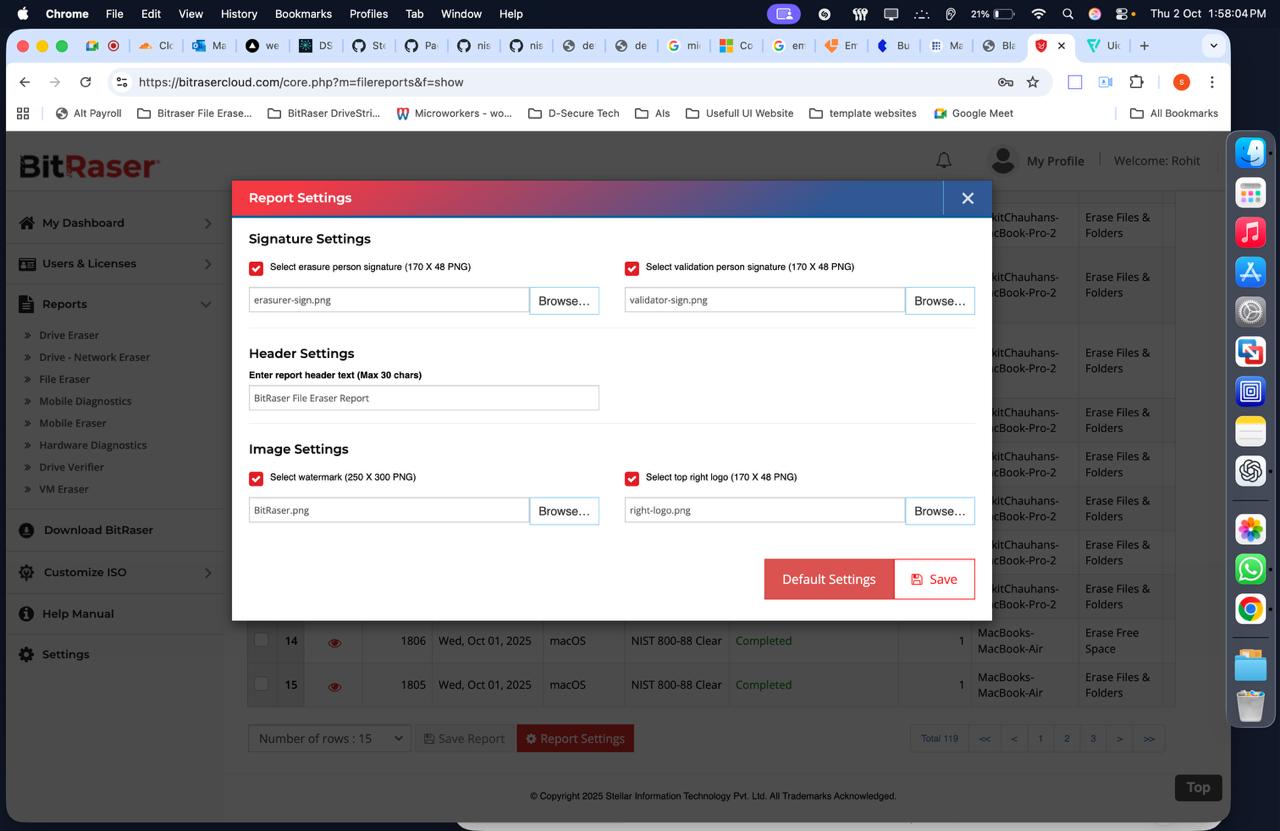 Chrome File Edit View History Bookmarks Profiles Tab Window Help 21% Thu 2 Oct 1:58:04 PM
Clo Ma we DS Sto Pa nis nis de de mi Co em En Bu Ma Bla Uic
https://bitrasercloud.com/core.php?m=filereports&f=show
Alt Payroll Bitraser File Erase... BitRaser DriveStri... Microworkers - wo... D-Secure Tech AIs Usefull UI Website template websites Google Meet All Bookmarks
BitRaser My Profile Welcome: Rohit
My Dashboard
Users & Licenses
Reports
Drive Eraser
Drive - Network Eraser
File Eraser
Mobile Diagnostics
Mobile Eraser
Hardware Diagnostics
Drive Verifier
VM Eraser
Download BitRaser
Customize ISO
Help Manual
Settings
Report Settings
Signature Settings
Select erasure person signature (170 X 48 PNG) Select validation person signature (170 X 48 PNG)
erasurer-sign.png Browse... validator-sign.png Browse...
Header Settings
Enter report header text (Max 30 chars)
BitRaser File Eraser Report
Image Settings
Select watermark (250 X 300 PNG) Select top right logo (170 X 48 PNG)
BitRaser.png Browse... right-logo.png Browse...
Default Settings Save
kitChauhans- Erase Files &
acBook-Pro-2 Folders
kitChauhans- Erase Files &
acBook-Pro-2 Folders
kitChauhans- Erase Files &
acBook-Pro-2 Folders
kitChauhans- Erase Files &
acBook-Pro-2 Folders
kitChauhans- Erase Files &
acBook-Pro-2 Folders
kitChauhans- Erase Files &
acBook-Pro-2 Folders
kitChauhans- Erase Files &
acBook-Pro-2 Folders
kitChauhans- Erase Files &
acBook-Pro-2 Folders
14 1806 Wed, Oct 01, 2025 macOS NIST 800-88 Clear Completed 1 MacBooks- Erase Free
MacBook-Air Space
15 1805 Wed, Oct 01, 2025 macOS NIST 800-88 Clear Completed 1 MacBooks- Erase Files &
MacBook-Air Folders
Number of rows : 15 Save Report Report Settings Total 119 << < 1 2 3 > >>
© Copyright 2025 Stellar Information Technology Pvt. Ltd. All Trademarks Acknowledged.
Top